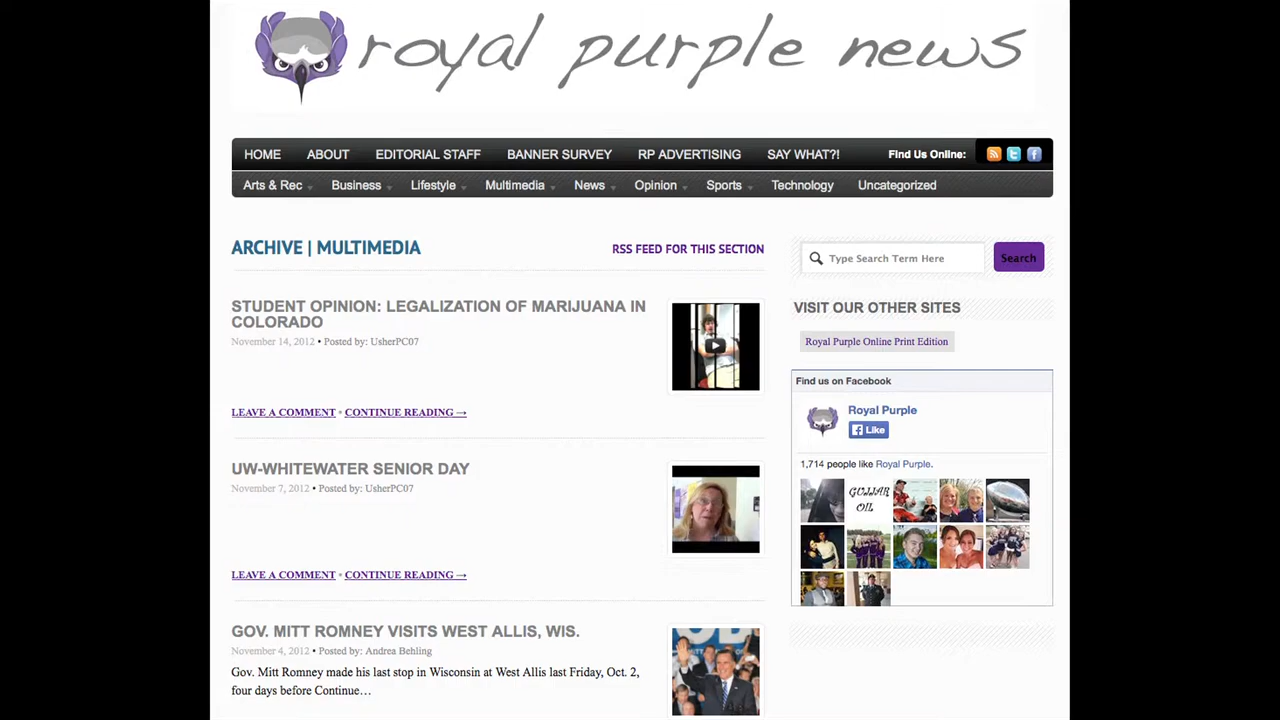 royal purple news
HOME ABOUT EDITORIAL STAFF BANNER SURVEY RP ADVERTISING SAY WHAT?! Find Us Online:
Arts & Rec Business Lifestyle Multimedia News Opinion Sports Technology Uncategorized
ARCHIVE | MULTIMEDIA
RSS FEED FOR THIS SECTION
STUDENT OPINION: LEGALIZATION OF MARIJUANA IN
COLORADO
November 14, 2012 • Posted by: UsherPC07
LEAVE A COMMENT • CONTINUE READING →
UW-WHITEWATER SENIOR DAY
November 7, 2012 • Posted by: UsherPC07
LEAVE A COMMENT • CONTINUE READING →
GOV. MITT ROMNEY VISITS WEST ALLIS, WIS.
November 4, 2012 • Posted by: Andrea Behling
Gov. Mitt Romney made his last stop in Wisconsin at West Allis last Friday, Oct. 2,
four days before Continue…
Type Search Term Here
Search
VISIT OUR OTHER SITES
Royal Purple Online Print Edition
Find us on Facebook
Royal Purple
Like
1,714 people like Royal Purple.
GUJJAR
OIL